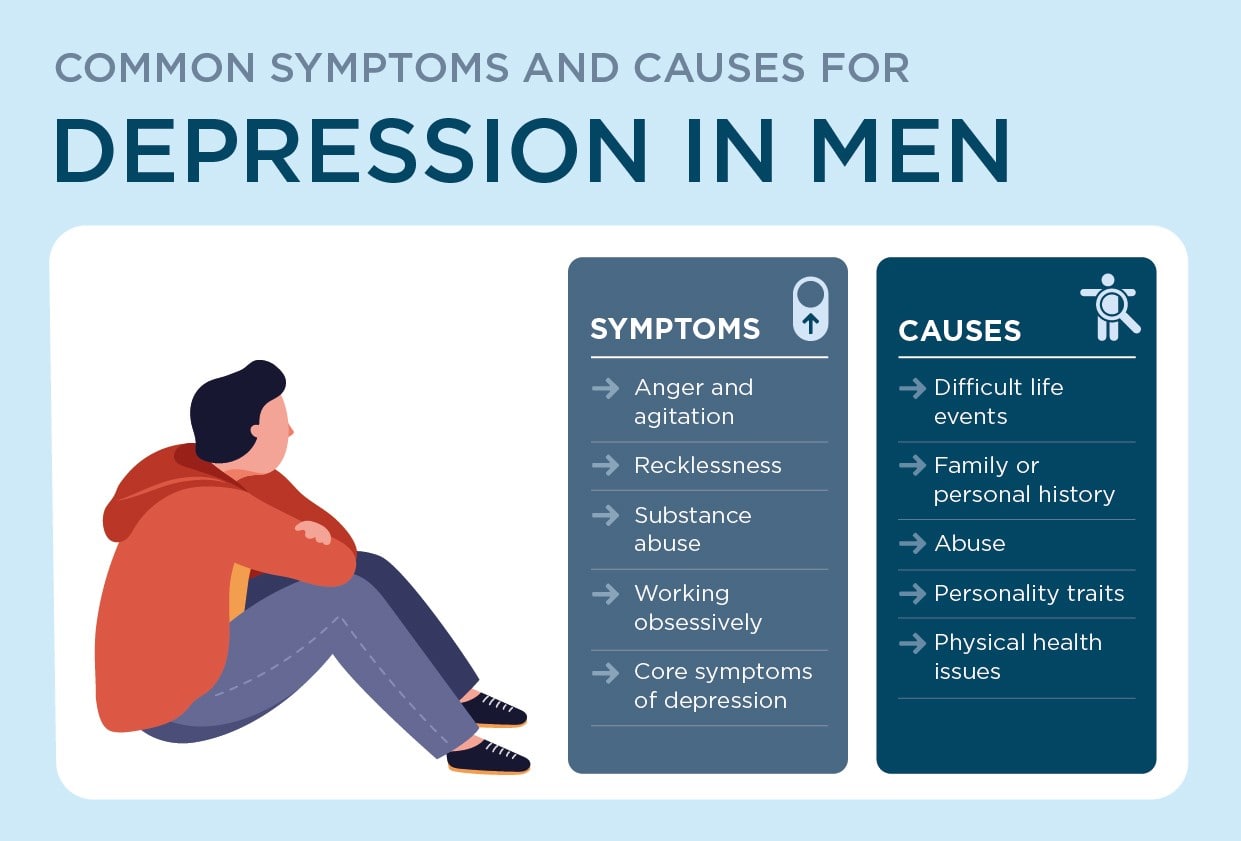 COMMON SYMPTOMS AND CAUSES FOR
DEPRESSION IN MEN
SYMPTOMS
Anger and
agitation
Recklessness
Substance
abuse
Working
obsessively
Core symptoms
of depression
CAUSES
Difficult life
events
Family or
personal history
Abuse
Personality traits
Physical health
issues